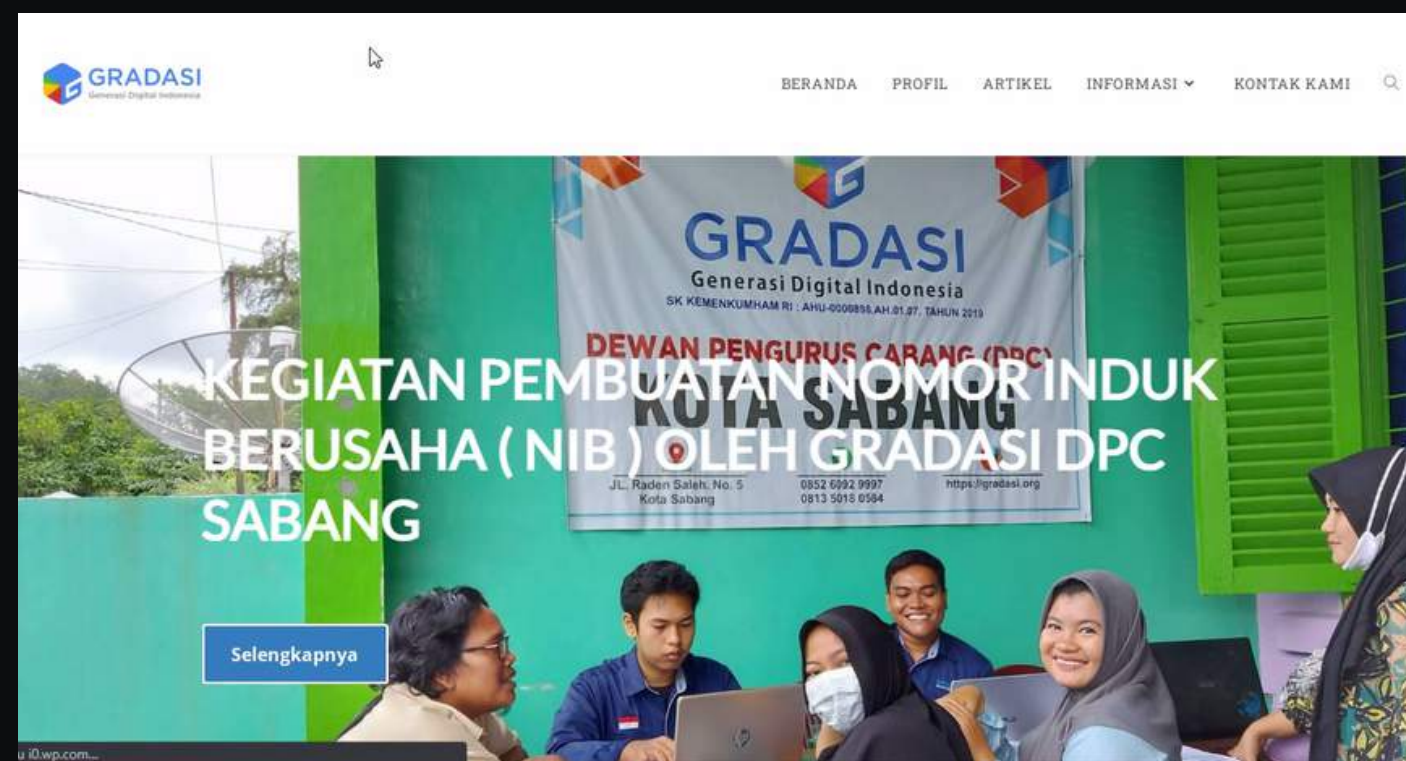 GRADASI
Generasi Digital Indonesia
BERANDA PROFIL ARTIKEL INFORMASI KONTAK KAMI
GRADASI
Generasi Digital Indonesia
SK KEMENKUMHAM RI : AHU-0006898.AH.01.07. TAHUN 2019
DEWAN PENGURUS CABANG (DPC)
KOTA SABANG
JL. Raden Saleh. No. 5
Kota Sabang
0852 6092 9997
0813 5018 0584
https://gradasi.org
KEGIATAN PEMBUATAN NOMOR INDUK
BERUSAHA ( NIB ) OLEH GRADASI DPC
SABANG
Selengkapnya
i0.wp.com...